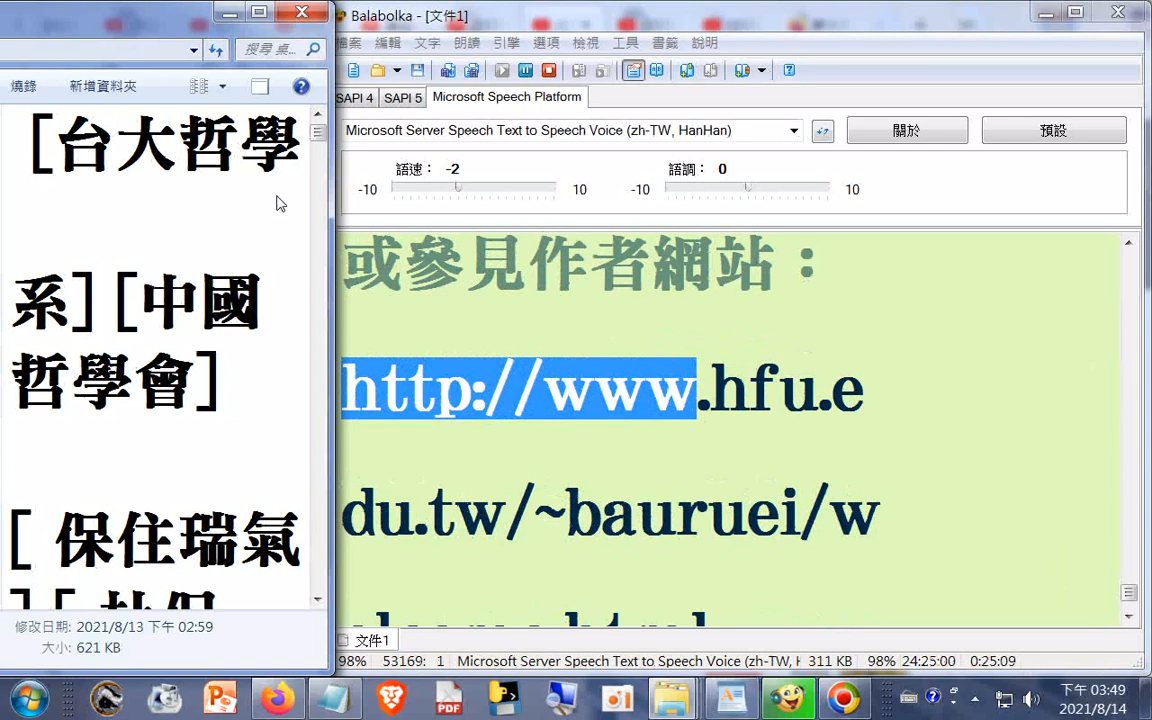 Balabolka - [文件1]
檔案 編輯 文字 朗讀 引擎 選項 檢視 工具 書籤 說明
搜尋 桌...
燒錄 新增資料夾
SAPI 4 SAPI 5 Microsoft Speech Platform
Microsoft Server Speech Text to Speech Voice (zh-TW, HanHan)
關於 預設
語速： -2 語調： 0
-10 10 -10 10
[台大哲學
系][中國
哲學會]
[ 保住瑞氣
或參見作者網站：
http://www.hfu.e
du.tw/~bauruei/w
修改日期: 2021/8/13 下午 02:59
大小: 621 KB
文件1
98% 53169: 1 Microsoft Server Speech Text to Speech Voice (zh-TW, H 311 KB 98% 24:25:00 0:25:09
PDF
下午 03:49
2021/8/14